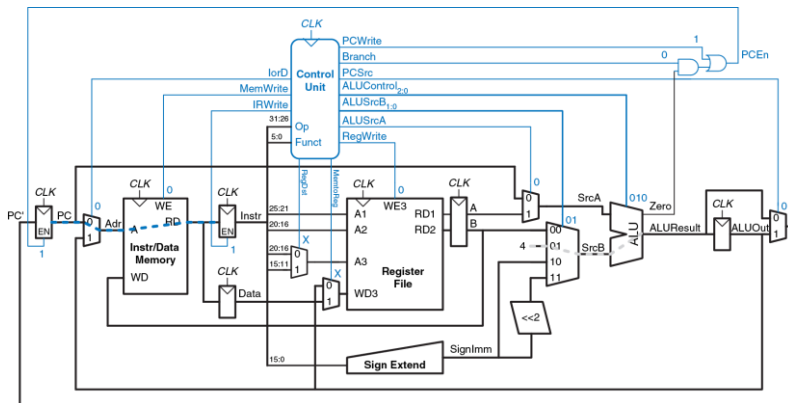 CLK
PCWrite
1
Branch
0
PCEn
IorD
Control
Unit
PCSrc
MemWrite
ALUControl2:0
IRWrite
ALUSrcB1:0
31:26
Op
ALUSrcA
5:0
Funct
RegWrite
RegDst
MemtoReg
CLK
CLK
CLK
CLK
CLK
0
0
0
0
01
010
0
PC'
PC
EN
1
0
1
Adr
WE
A
RD
Instr/Data
Memory
WD
EN
1
Instr
25:21
20:16
20:16
15:11
X
0
1
X
0
1
WE3
A1
RD1
A2
RD2
A3
WD3
Register
File
A
B
0
1
SrcA
4
00
01
10
11
SrcB
ALU
Zero
ALUResult
CLK
ALUOut
0
1
CLK
Data
<<2
SignImm
15:0
Sign Extend